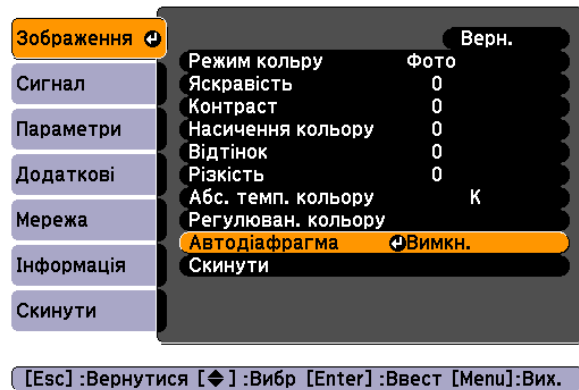 Зображення
Сигнал
Параметри
Додаткові
Мережа
Інформація
Скинути
Верн.
Режим кольру Фото
Яскравість 0
Контраст 0
Насичення кольору 0
Відтінок 0
Різкість 0
Абс. темп. кольору К
Регулюван. кольору
Автодіафрагма Вимкн.
Скинути
[Esc] :Вернутися [◆] :Вибр [Enter] :Ввест [Menu]:Вих.